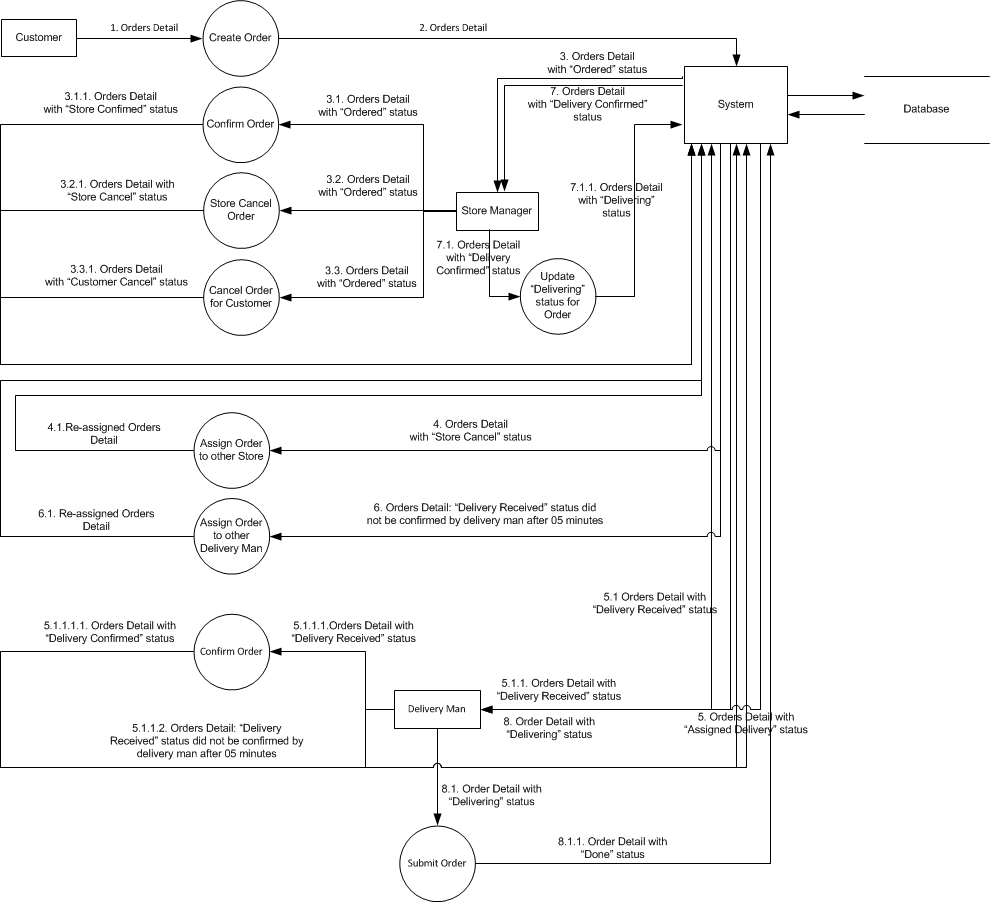 Customer
1. Orders Detail
Create Order
2. Orders Detail
3. Orders Detail
with “Ordered” status
7. Orders Detail
with “Delivery Confirmed”
status
System
Database
3.1.1. Orders Detail
with “Store Confimed” status
Confirm Order
3.1. Orders Detail
with “Ordered” status
3.2.1. Orders Detail with
“Store Cancel” status
Store Cancel
Order
3.2. Orders Detail
with “Ordered” status
Store Manager
7.1.1. Orders Detail
with “Delivering”
status
7.1. Orders Detail
with “Delivery
Confirmed” status
3.3.1. Orders Detail
with “Customer Cancel” status
Cancel Order
for Customer
3.3. Orders Detail
with “Ordered” status
Update
“Delivering”
status for
Order
4.1.Re-assigned Orders
Detail
Assign Order
to other Store
4. Orders Detail
with “Store Cancel” status
6.1. Re-assigned Orders
Detail
Assign Order
to other
Delivery Man
6. Orders Detail: “Delivery Received” status did
not be confirmed by delivery man after 05 minutes
5.1 Orders Detail with
“Delivery Received” status
5.1.1.1.1. Orders Detail with
“Delivery Confirmed” status
Confirm Order
5.1.1.1.Orders Detail with
“Delivery Received” status
5.1.1. Orders Detail with
“Delivery Received” status
Delivery Man
8. Order Detail with
“Delivering” status
5. Orders Detail with
“Assigned Delivery” status
5.1.1.2. Orders Detail: “Delivery
Received” status did not be confirmed by
delivery man after 05 minutes
8.1. Order Detail with
“Delivering” status
Submit Order
8.1.1. Order Detail with
“Done” status